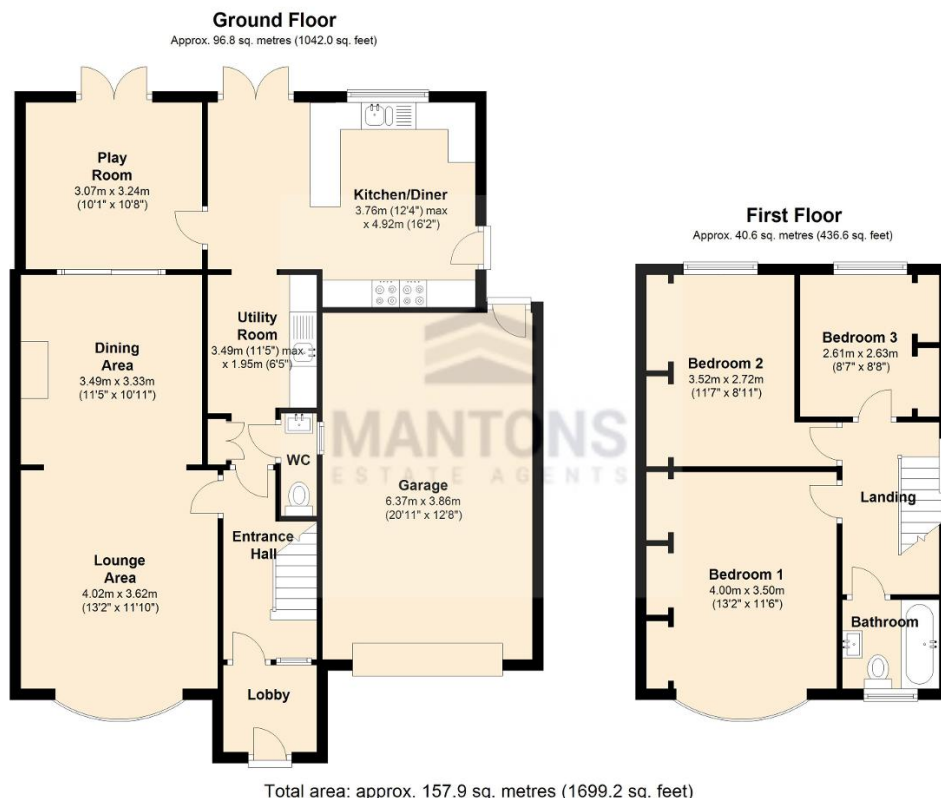 Ground Floor
Approx. 96.8 sq. metres (1042.0 sq. feet)
Play
Room
3.07m x 3.24m
(10'1" x 10'8")
Kitchen/Diner
3.76m (12'4") max
x 4.92m (16'2")
Utility
Room
3.49m (11'5") max
x 1.95m (6'5")
Dining
Area
3.49m x 3.33m
(11'5" x 10'11")
WC
Garage
6.37m x 3.86m
(20'11" x 12'8")
Entrance
Hall
Lounge
Area
4.02m x 3.62m
(13'2" x 11'10")
Lobby
MANTONS
ESTATE AGENTS
First Floor
Approx. 40.6 sq. metres (436.6 sq. feet)
Bedroom 3
2.61m x 2.63m
(8'7" x 8'8")
Bedroom 2
3.52m x 2.72m
(11'7" x 8'11")
Landing
Bedroom 1
4.00m x 3.50m
(13'2" x 11'6")
Bathroom
Total area: approx. 157.9 sq. metres (1699.2 sq. feet)